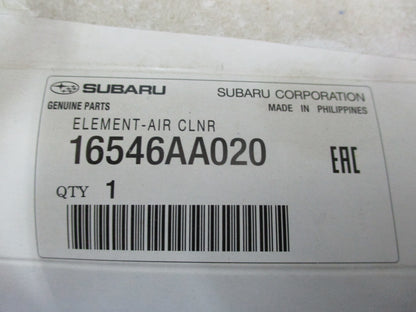 SUBARU SUBARU CORPORATION
GENUINE PARTS MADE IN PHILIPPINES
ELEMENT-AIR CLNR
16546AA020
EAC
QTY 1